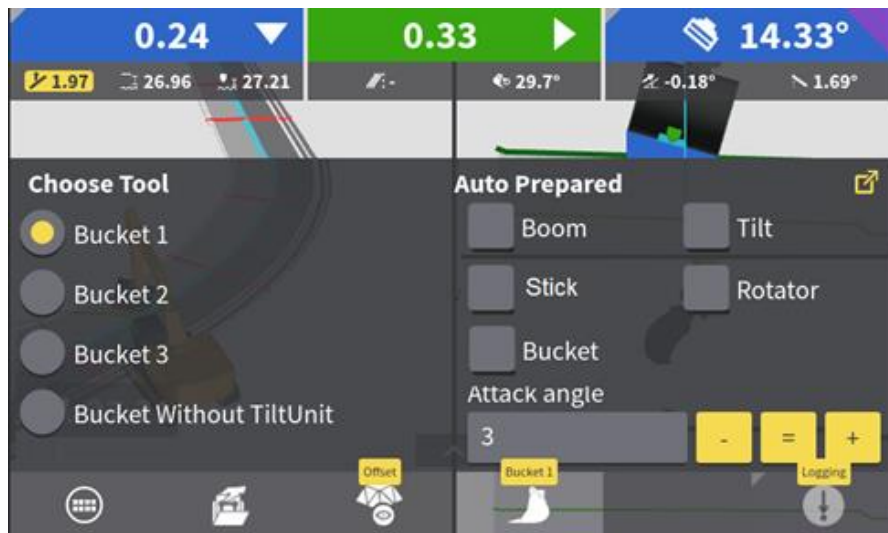 0.24 0.33 14.33°
1.97 26.96 27.21 :- 29.7° -0.18° 1.69°
Choose Tool
Bucket 1
Bucket 2
Bucket 3
Bucket Without TiltUnit
Auto Prepared
Boom Tilt
Stick Rotator
Bucket
Attack angle
3 - = +
Offset Bucket 1 Logging